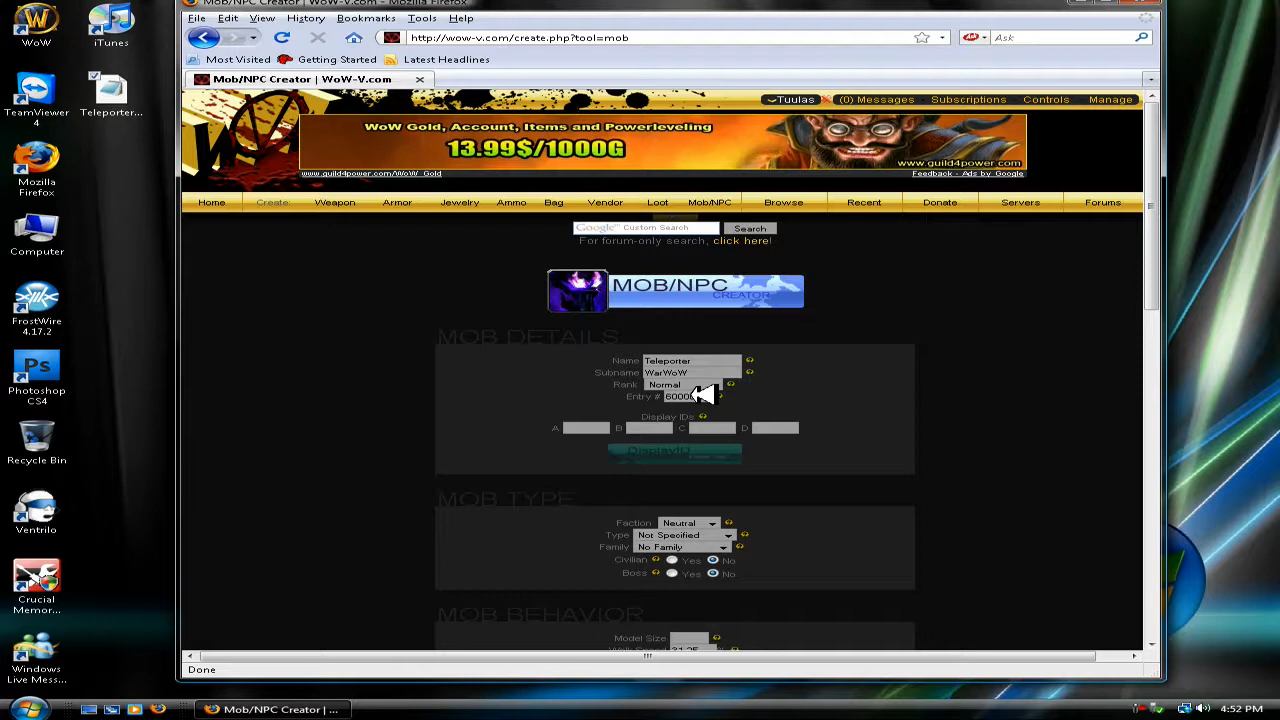 WoW
iTunes
TeamViewer
4
Teleporter...
Mozilla
Firefox
Computer
FrostWire
4.17.2
Photoshop
CS4
Recycle Bin
Ventrilo
Crucial
Memor...
Windows
Live Mess...
Mob/NPC Creator | WoW-V.com - Mozilla Firefox
File Edit View History Bookmarks Tools Help
http://wow-v.com/create.php?tool=mob
Ask
Most Visited Getting Started Latest Headlines
Mob/NPC Creator | WoW-V.com
Tuulas (0) Messages Subscriptions Controls Manage
WoW Gold, Account, Items and Powerleveling
13.99$/1000G
www.guild4power.com
www.guild4power.com/WoW_Gold
Feedback - Ads by Google
Home Create: Weapon Armor Jewelry Ammo Bag Vendor Loot Mob/NPC Browse Recent Donate Servers Forums
Google™ Custom Search Search
For forum-only search, click here!
MOB/NPC
CREATOR
MOB DETAILS
Name Teleporter
Subname WarWoW
Rank Normal
Entry #
Display IDs
A B C D
DisplayID
MOB TYPE
Faction Neutral
Type Not Specified
Family No Family
Civilian Yes No
Boss Yes No
MOB BEHAVIOR
Model Size
Done
Mob/NPC Creator | ...
4:52 PM